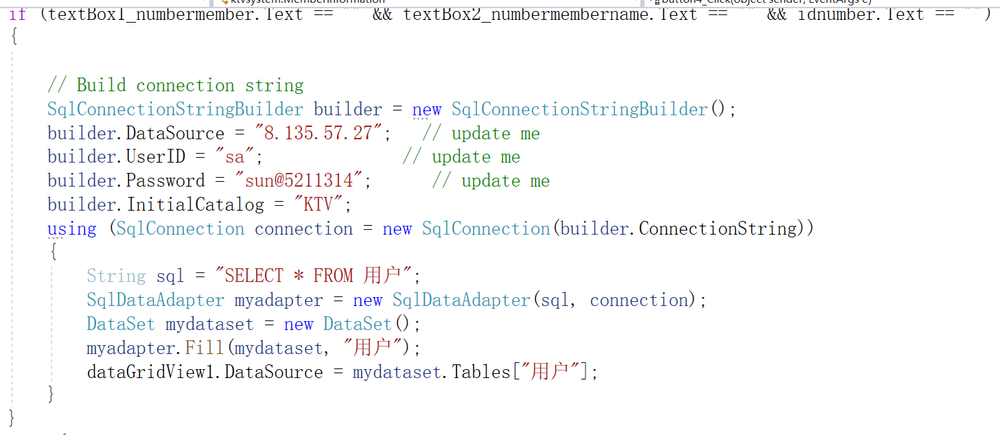 ktvsystem.MemberInformation button4_Click(object sender, EventArgs e)
if (textBox1_numbermember.Text == "" && textBox2_numbermembername.Text == "" && idnumber.Text == "")
{
// Build connection string
SqlConnectionStringBuilder builder = new SqlConnectionStringBuilder();
builder.DataSource = "8.135.57.27"; // update me
builder.UserID = "sa"; // update me
builder.Password = "sun@5211314"; // update me
builder.InitialCatalog = "KTV";
using (SqlConnection connection = new SqlConnection(builder.ConnectionString))
{
String sql = "SELECT * FROM 用户";
SqlDataAdapter myadapter = new SqlDataAdapter(sql, connection);
DataSet mydataset = new DataSet();
myadapter.Fill(mydataset, "用户");
dataGridView1.DataSource = mydataset.Tables["用户"];
}
}